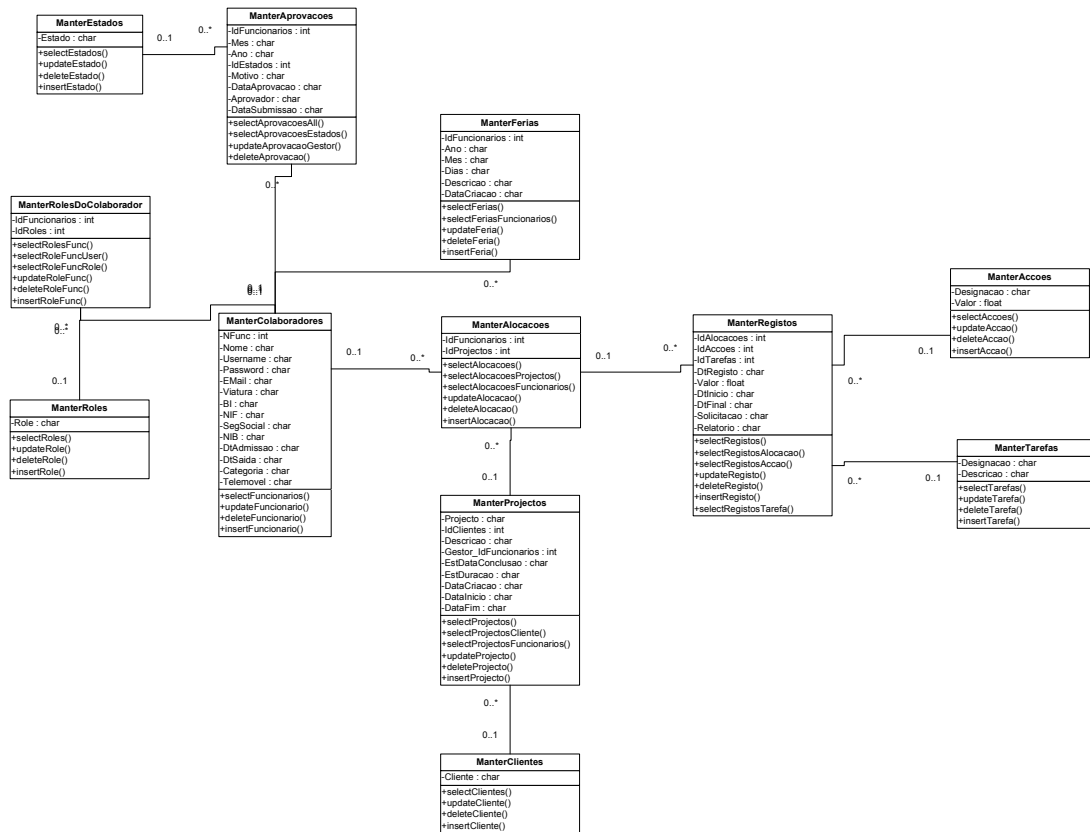 ManterEstados
-Estado : char
+selectEstados()
+updateEstado()
+deleteEstado()
+insertEstado()
0..1
0..*
ManterAprovacoes
-IdFuncionarios : int
-Mes : char
-Ano : char
-IdEstados : int
-Motivo : char
-DataAprovacao : char
-Aprovador : char
-DataSubmissao : char
+selectAprovacoesAll()
+selectAprovacoesEstados()
+updateAprovacaoGestor()
+deleteAprovacao()
0..*
ManterFerias
-IdFuncionarios : int
-Ano : char
-Mes : char
-Dias : char
-Descricao : char
-DataCriacao : char
+selectFerias()
+selectFeriasFuncionarios()
+updateFeria()
+deleteFeria()
+insertFeria()
0..*
ManterRolesDoColaborador
-IdFuncionarios : int
-IdRoles : int
+selectRolesFunc()
+selectRoleFuncUser()
+selectRoleFuncRole()
+updateRoleFunc()
+deleteRoleFunc()
+insertRoleFunc()
0..*
0..*
0..1
ManterRoles
-Role : char
+selectRoles()
+updateRole()
+deleteRole()
+insertRole()
0..1
0..1
0..1
ManterColaboradores
-NFunc : int
-Nome : char
-Username : char
-Password : char
-EMail : char
-Viatura : char
-BI : char
-NIF : char
-SegSocial : char
-NIB : char
-DtAdmissao : char
-DtSaida : char
-Categoria : char
-Telemovel : char
+selectFuncionarios()
+updateFuncionario()
+deleteFuncionario()
+insertFuncionario()
0..1
0..*
ManterAlocacoes
-IdFuncionarios : int
-IdProjectos : int
+selectAlocacoes()
+selectAlocacoesProjectos()
+selectAlocacoesFuncionarios()
+updateAlocacao()
+deleteAlocacao()
+insertAlocacao()
0..1
0..*
0..*
0..1
ManterProjectos
-Projecto : char
-IdClientes : int
-Descricao : char
-Gestor_IdFuncionarios : int
-EstDataConclusao : char
-EstDuracao : char
-DataCriacao : char
-DataInicio : char
-DataFim : char
+selectProjectos()
+selectProjectosCliente()
+selectProjectosFuncionarios()
+updateProjecto()
+deleteProjecto()
+insertProjecto()
0..*
0..1
ManterClientes
-Cliente : char
+selectClientes()
+updateCliente()
+deleteCliente()
+insertCliente()
ManterRegistos
-IdAlocacoes : int
-IdAccoes : int
-IdTarefas : int
-DtRegisto : char
-Valor : float
-DtInicio : char
-DtFinal : char
-Solicitacao : char
-Relatorio : char
+selectRegistos()
+selectRegistosAlocacao()
+selectRegistosAccao()
+updateRegisto()
+deleteRegisto()
+insertRegisto()
+selectRegistosTarefa()
0..1
0..*
ManterAccoes
-Designacao : char
-Valor : float
+selectAccoes()
+updateAccao()
+deleteAccao()
+insertAccao()
0..*
0..1
ManterTarefas
-Designacao : char
-Descricao : char
+selectTarefas()
+updateTarefa()
+deleteTarefa()
+insertTarefa()